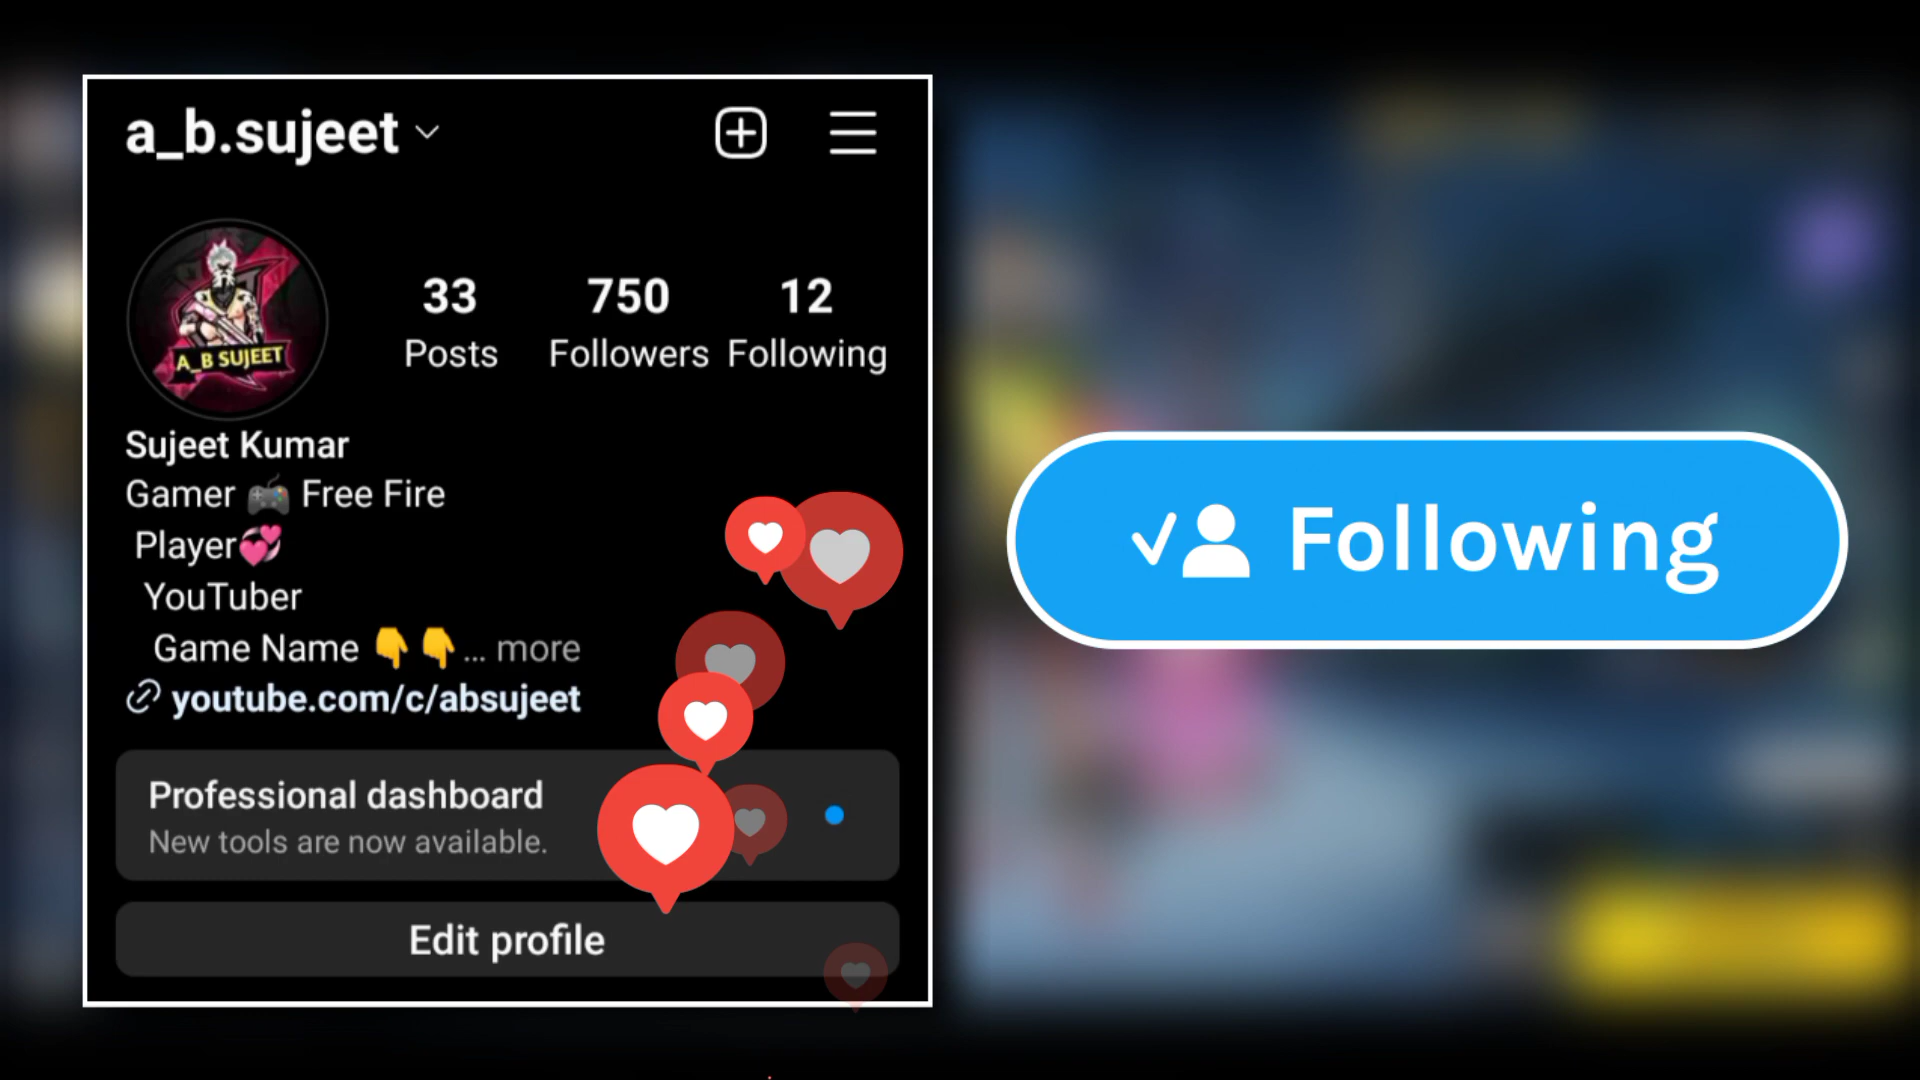 a_b.sujeet
33 750 12
Posts Followers Following
A_B SUJEET
Sujeet Kumar
Gamer 🎮 Free Fire
Player💞
YouTuber
Game Name 👇👇... more
youtube.com/c/absujeet
Professional dashboard
New tools are now available.
Edit profile
Following